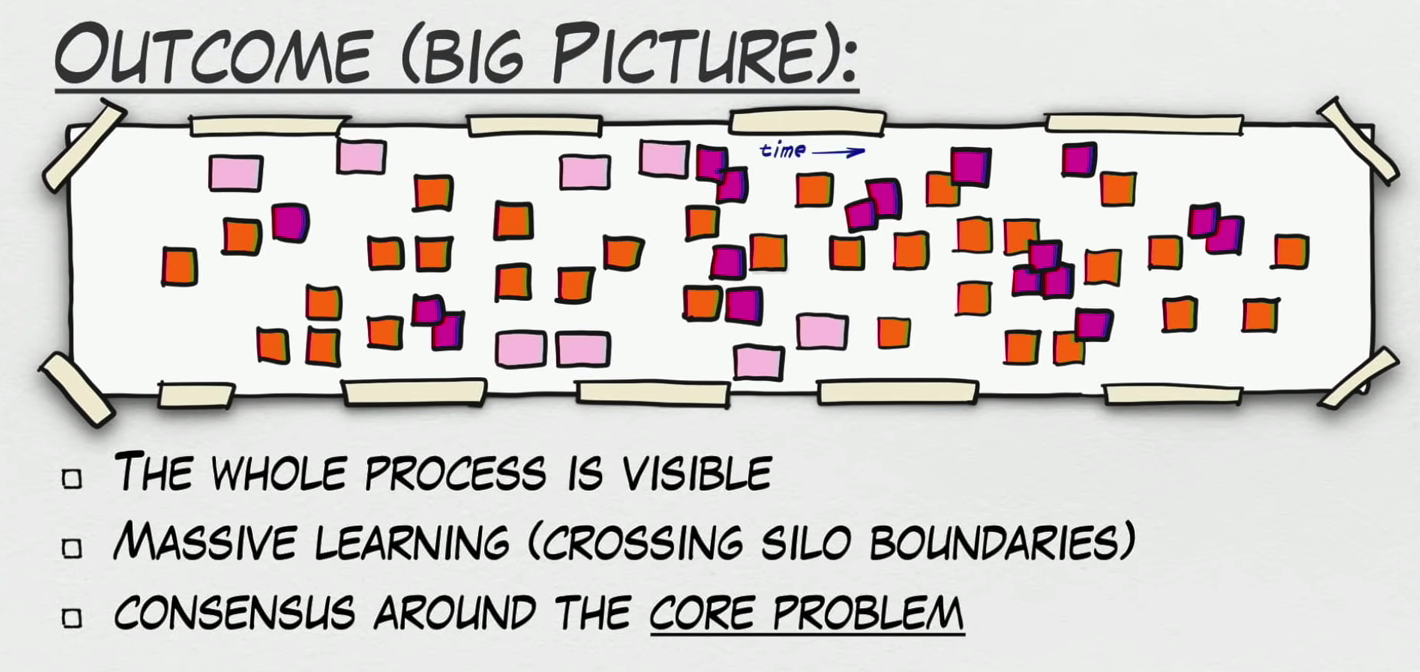 OUTCOME (BIG PICTURE):
time
THE WHOLE PROCESS IS VISIBLE
MASSIVE LEARNING (CROSSING SILO BOUNDARIES)
CONSENSUS AROUND THE CORE PROBLEM